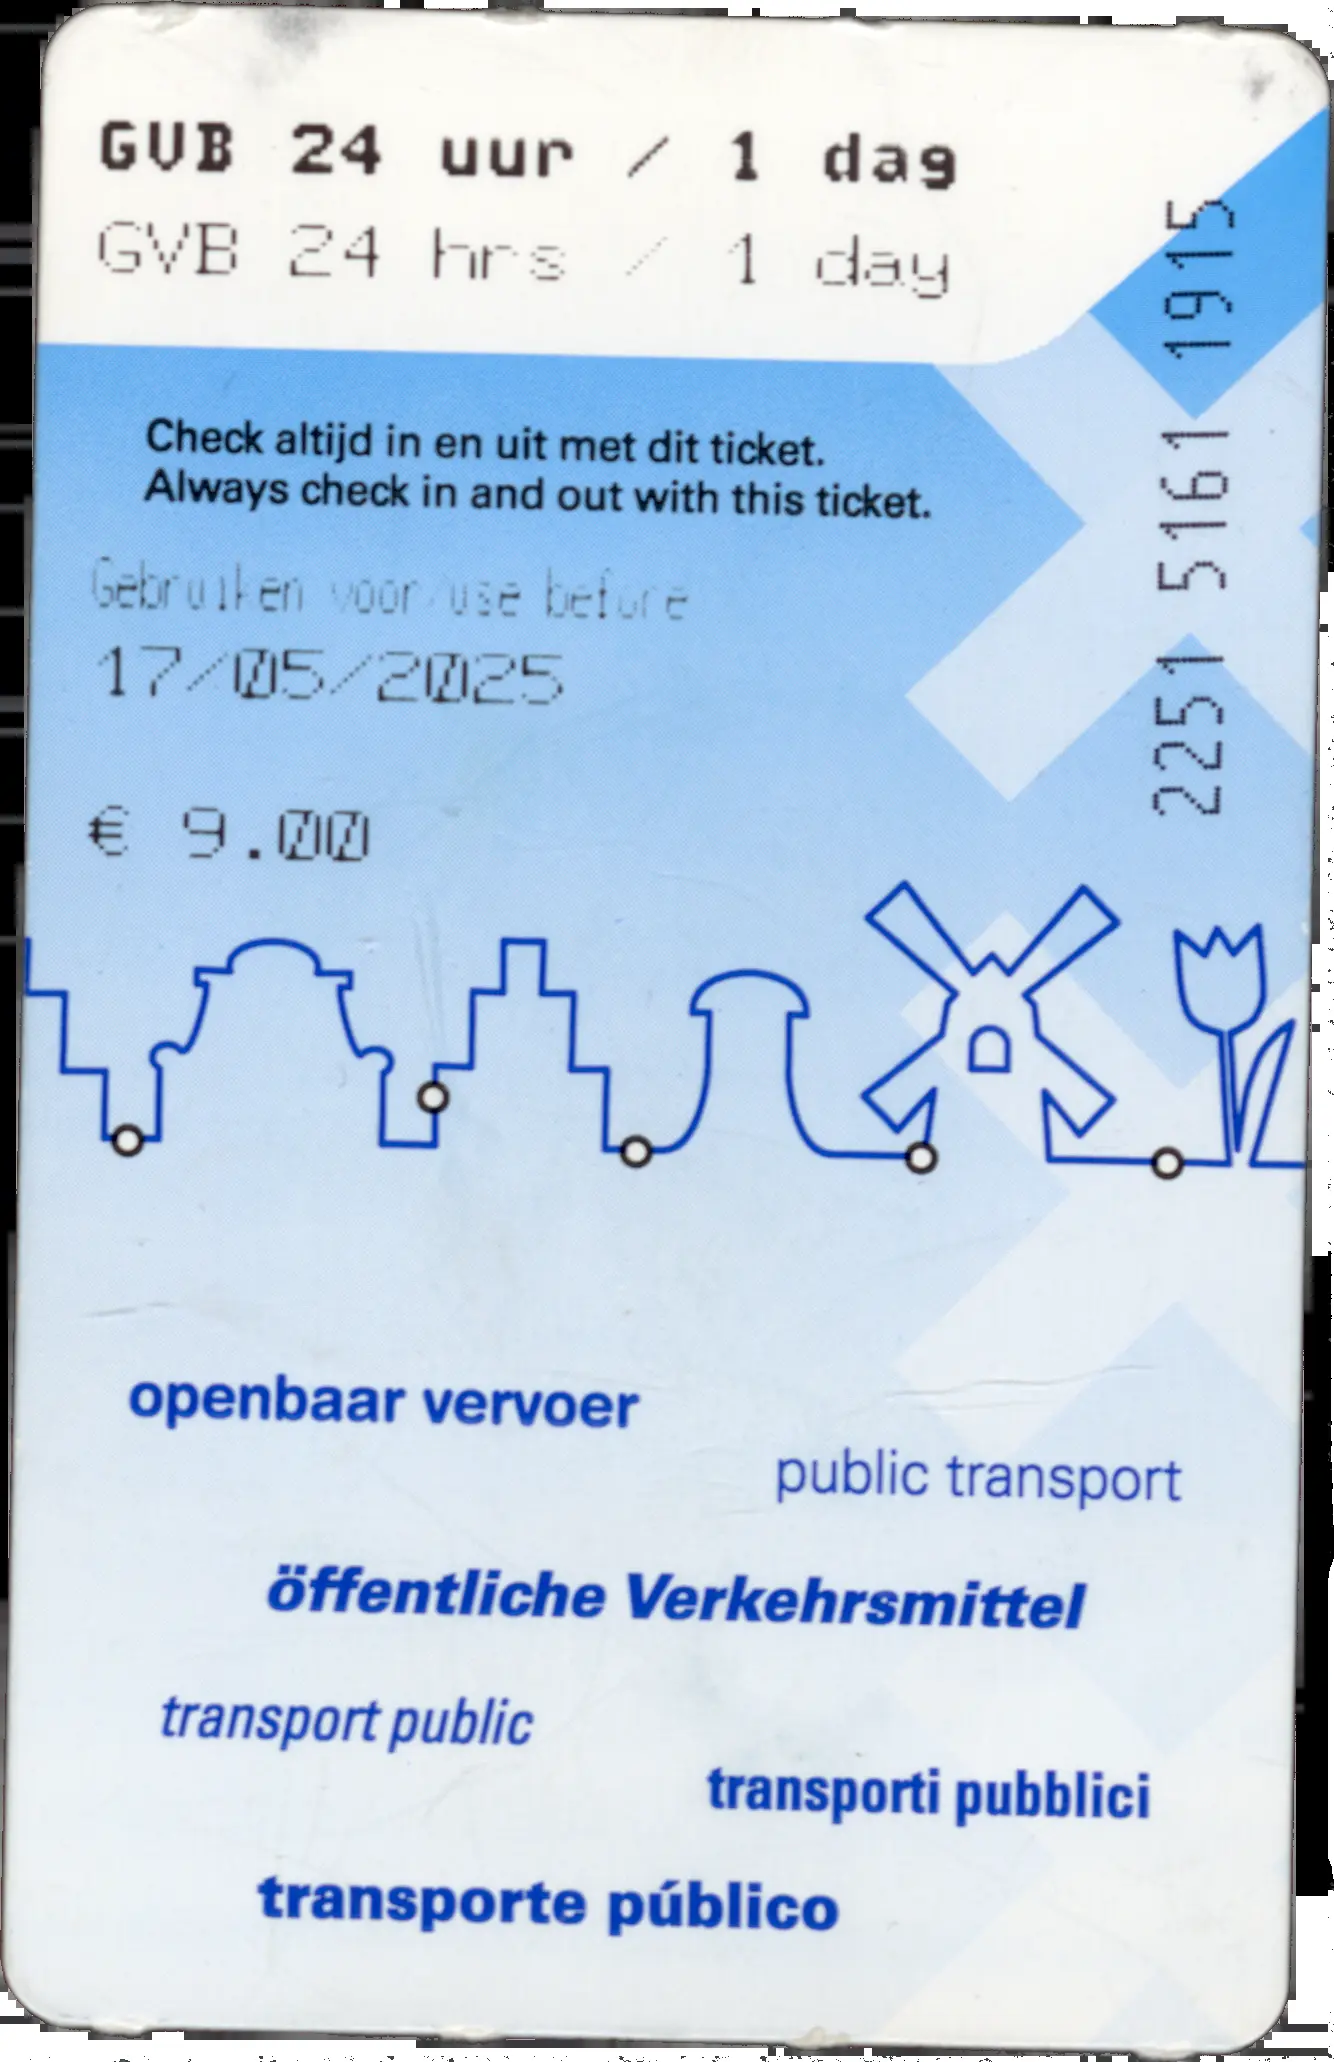 GVB 24 uur / 1 dag
GVB 24 hrs / 1 day
Check altijd in en uit met dit ticket.
Always check in and out with this ticket.
Gebruiken voor/use before
17/05/2025
€ 9.00
2251 5161 1915
openbaar vervoer
public transport
öffentliche Verkehrsmittel
transport public
transporti pubblici
transporte público